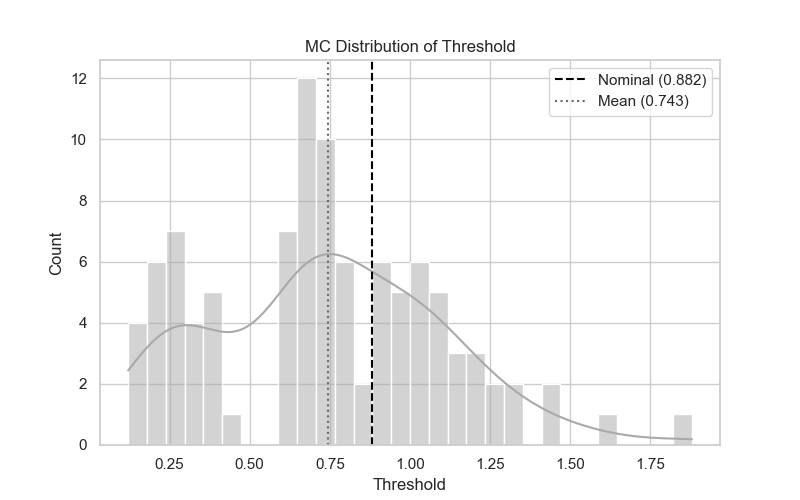 MC Distribution of Threshold
Nominal (0.882)
Mean (0.743)
12
10
8
6
4
2
0
Count
0.25 0.50 0.75 1.00 1.25 1.50 1.75
Threshold